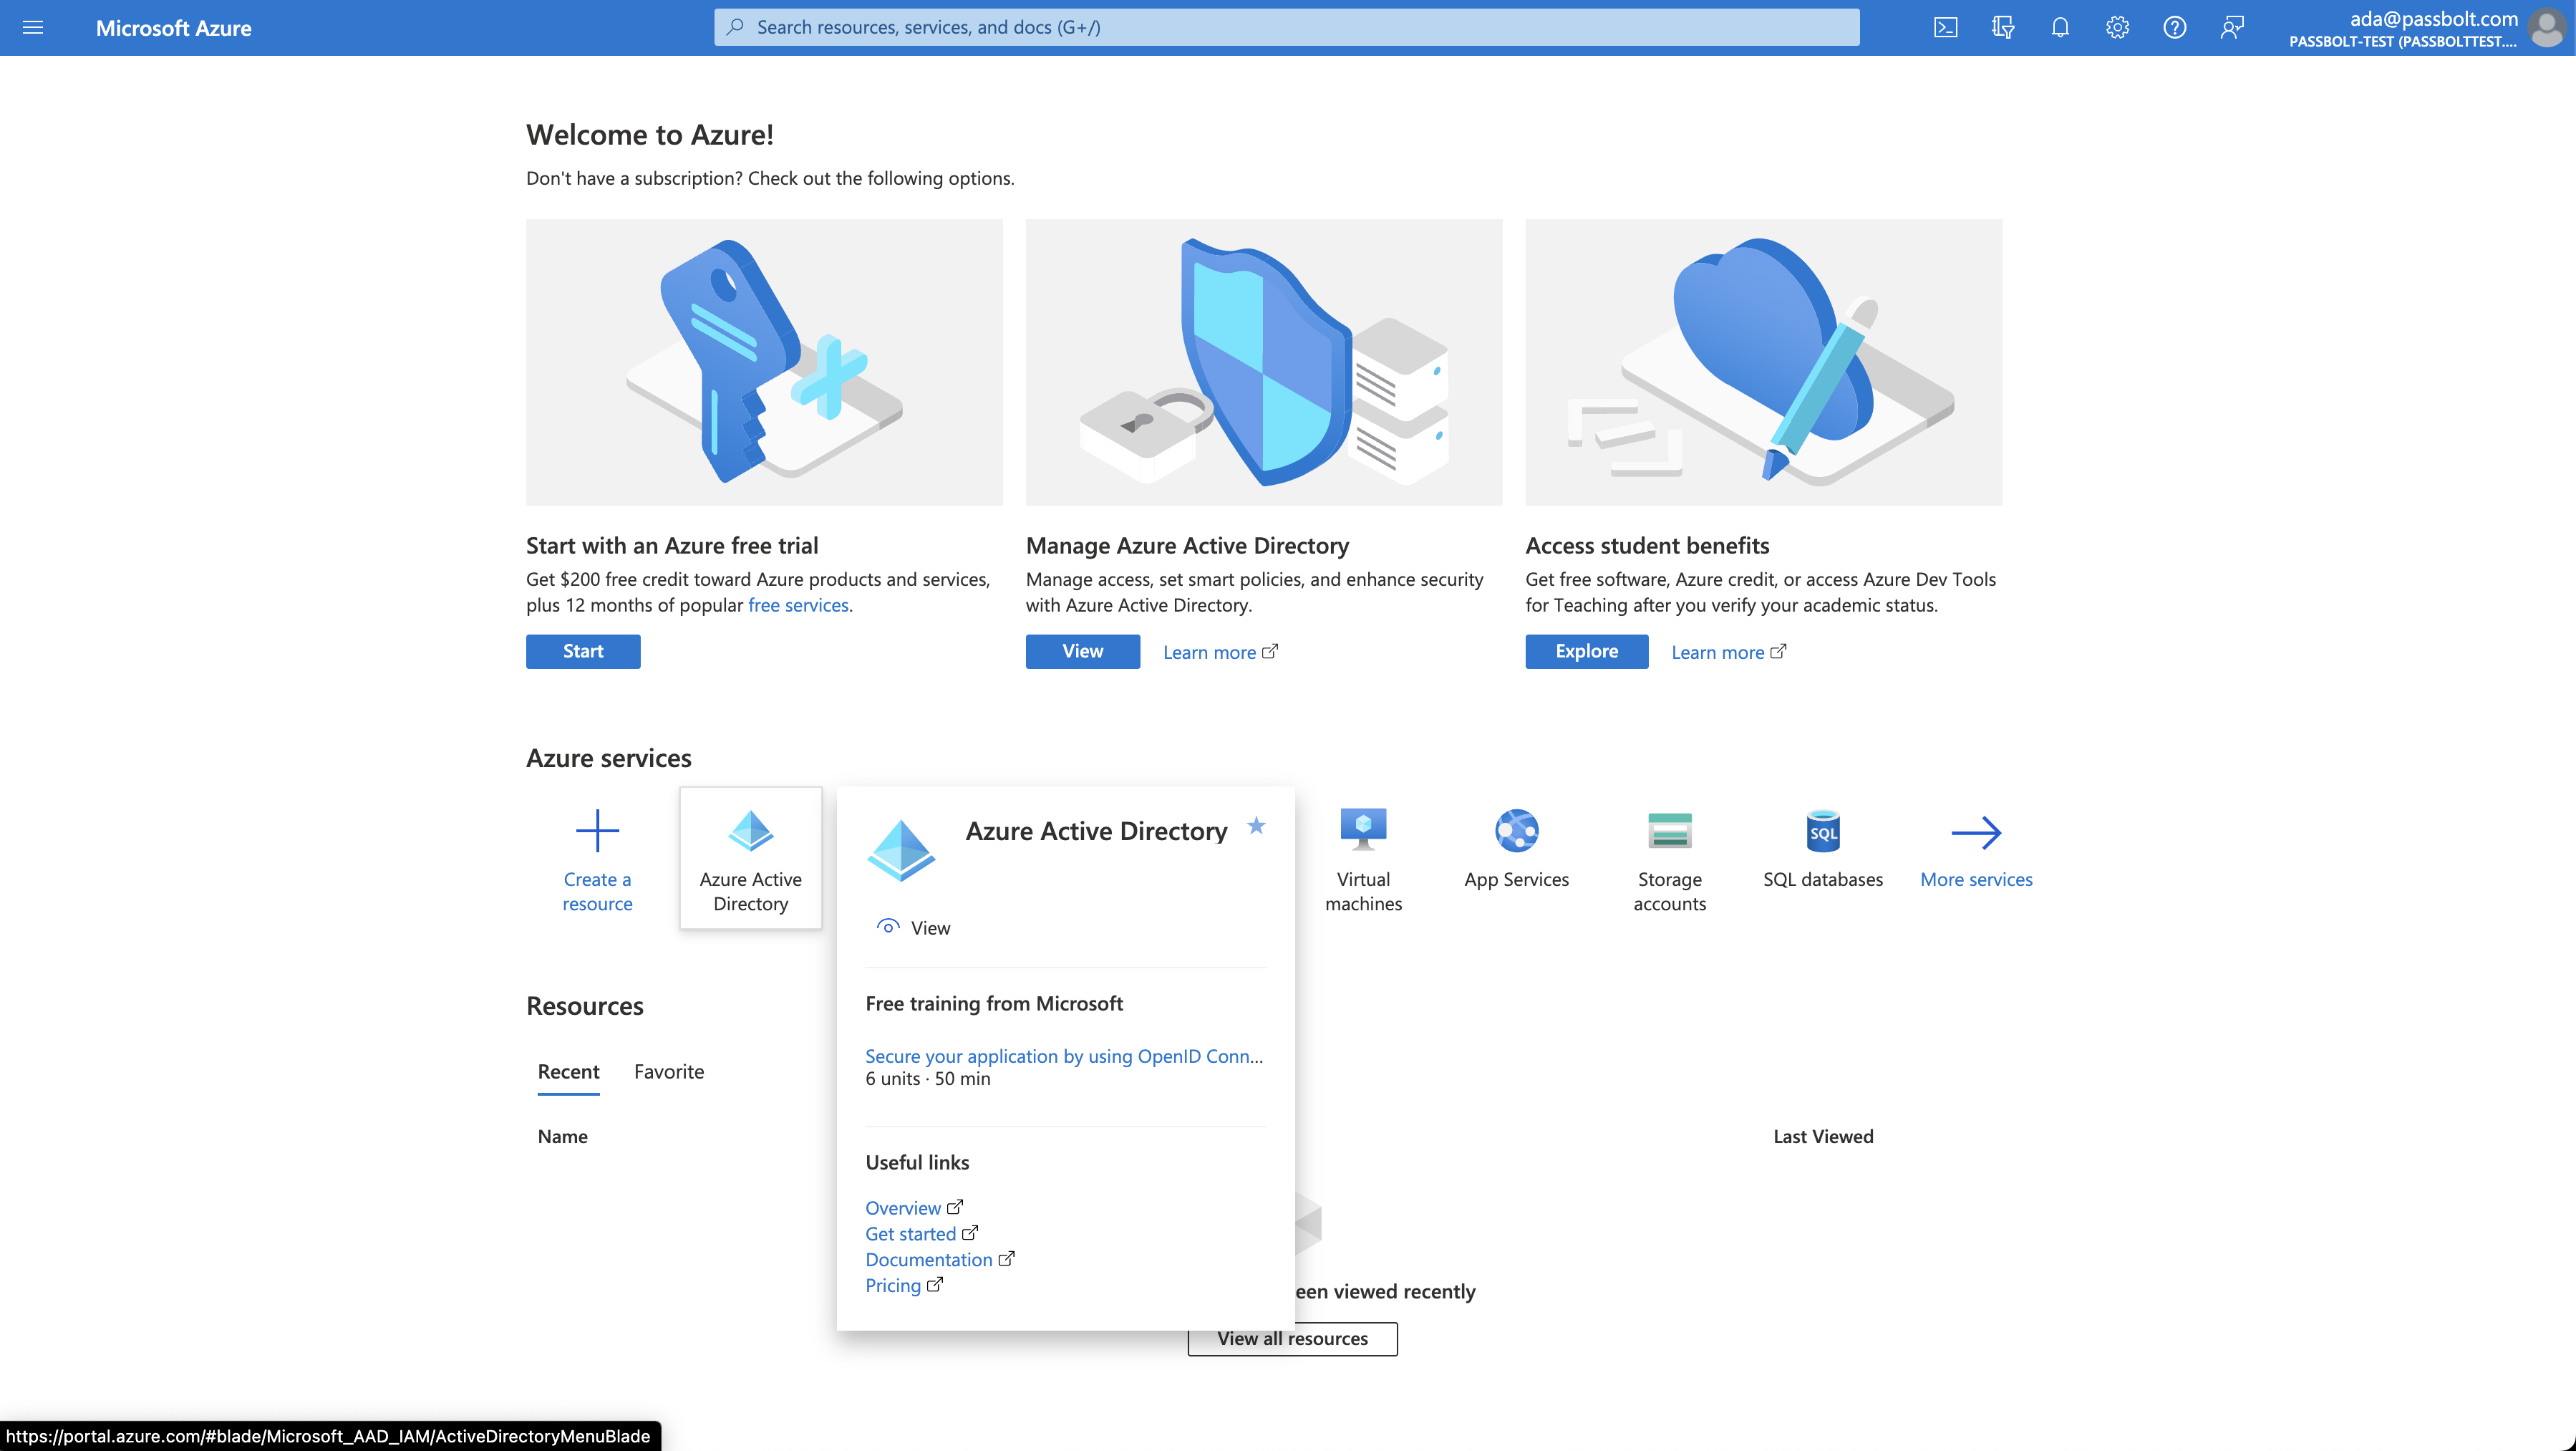 Microsoft Azure
Search resources, services, and docs (G+/)
ada@passbolt.com
PASSBOLT-TEST (PASSBOLTTEST....
Welcome to Azure!
Don't have a subscription? Check out the following options.
Start with an Azure free trial
Get $200 free credit toward Azure products and services,
plus 12 months of popular free services.
Start
Manage Azure Active Directory
Manage access, set smart policies, and enhance security
with Azure Active Directory.
View
Learn more
Access student benefits
Get free software, Azure credit, or access Azure Dev Tools
for Teaching after you verify your academic status.
Explore
Learn more
Azure services
Create a
resource
Azure Active
Directory
Azure Active Directory
View
Free training from Microsoft
Secure your application by using OpenID Conn...
6 units · 50 min
Useful links
Overview
Get started
Documentation
Pricing
Virtual
machines
App Services
Storage
accounts
SQL
SQL databases
More services
Resources
Recent
Favorite
Name
Last Viewed
een viewed recently
View all resources
https://portal.azure.com/#blade/Microsoft_AAD_IAM/ActiveDirectoryMenuBlade